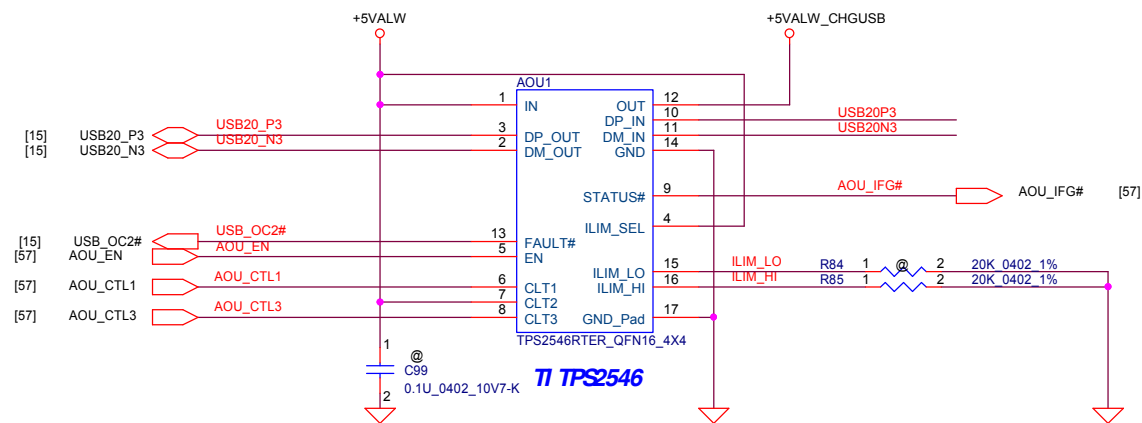 +5VALW +5VALW_CHGUSB
AOU1
1 IN OUT 12
DP_IN 10 USB20P3
[15] USB20_P3 USB20_P3 3 DP_OUT DM_IN 11 USB20N3
[15] USB20_N3 USB20_N3 2 DM_OUT GND 14
STATUS# 9 AOU_IFG# AOU_IFG# [57]
ILIM_SEL 4
[15] USB_OC2# USB_OC2# 13 FAULT#
[57] AOU_EN AOU_EN 5 EN
ILIM_LO 15 ILIM_LO R84 1 @ 2 20K_0402_1%
[57] AOU_CTL1 AOU_CTL1 6 CLT1 ILIM_HI 16 ILIM_HI R85 1 2 20K_0402_1%
7 CLT2
[57] AOU_CTL3 AOU_CTL3 8 CLT3 GND_Pad 17
TPS2546RTER_QFN16_4X4
1 @
C99
0.1U_0402_10V7-K
2
TI TPS2546